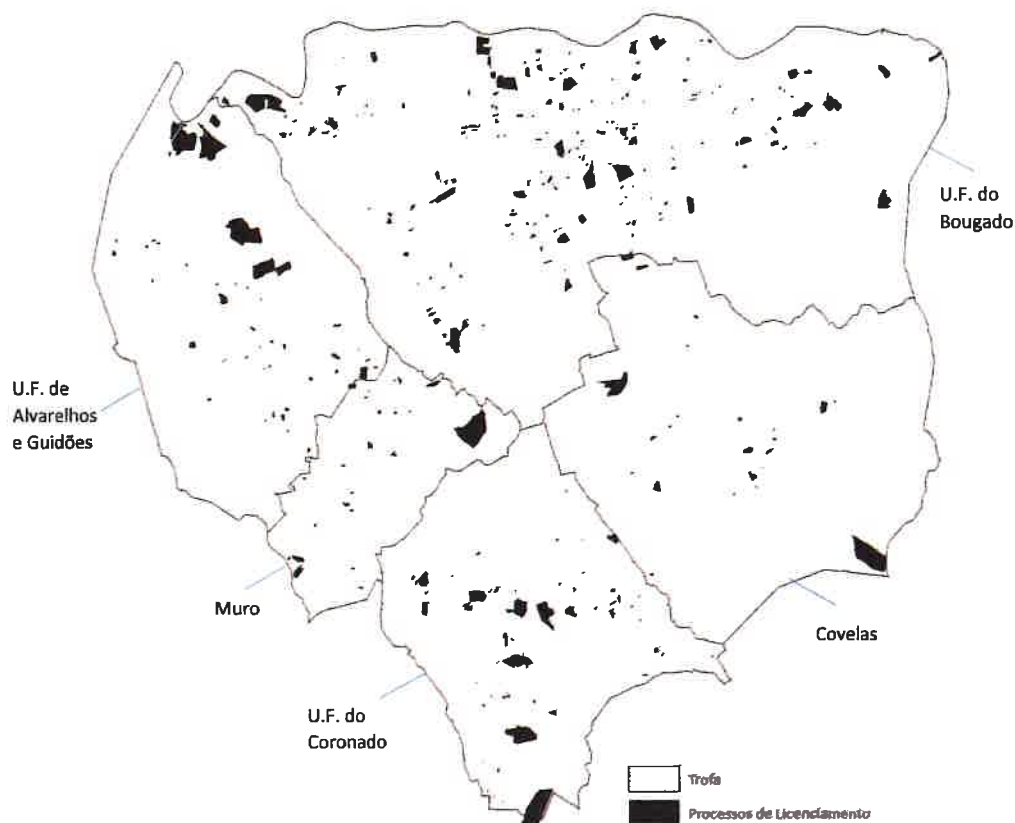 U.F. do
Bougado
U.F. de
Alvarelhos
e Guidões
Muro
Covelas
U.F. do
Coronado
Trofa
Processos de Licenciamento